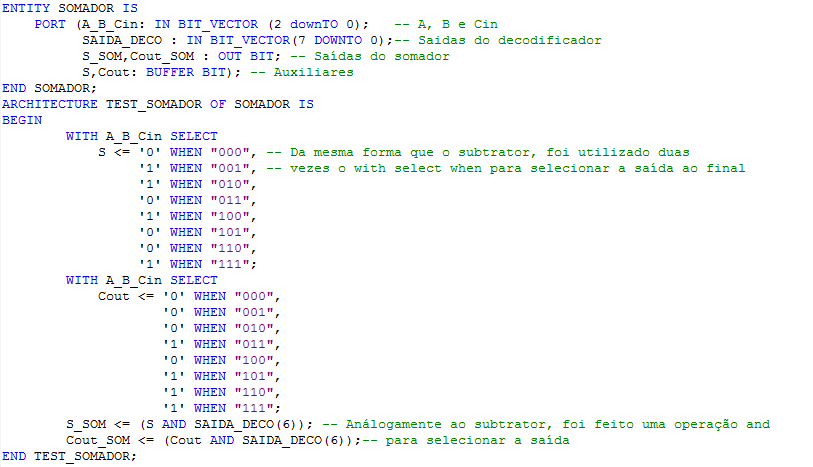 ENTITY SOMADOR IS
PORT (A_B_Cin: IN BIT_VECTOR (2 downTO 0); -- A, B e Cin
SAIDA_DECO : IN BIT_VECTOR(7 DOWNTO 0);-- Saidas do decodificador
S_SOM,Cout_SOM : OUT BIT; -- Saídas do somador
S,Cout: BUFFER BIT); -- Auxiliares
END SOMADOR;
ARCHITECTURE TEST_SOMADOR OF SOMADOR IS
BEGIN
WITH A_B_Cin SELECT
S <= '0' WHEN "000", -- Da mesma forma que o subtrator, foi utilizado duas
'1' WHEN "001", -- vezes o with select when para selecionar a saída ao final
'1' WHEN "010",
'0' WHEN "011",
'1' WHEN "100",
'0' WHEN "101",
'0' WHEN "110",
'1' WHEN "111";
WITH A_B_Cin SELECT
Cout <= '0' WHEN "000",
'0' WHEN "001",
'0' WHEN "010",
'1' WHEN "011",
'0' WHEN "100",
'1' WHEN "101",
'1' WHEN "110",
'1' WHEN "111";
S_SOM <= (S AND SAIDA_DECO(6)); -- Análogamente ao subtrator, foi feito uma operação and
Cout_SOM <= (Cout AND SAIDA_DECO(6));-- para selecionar a saída
END TEST_SOMADOR;